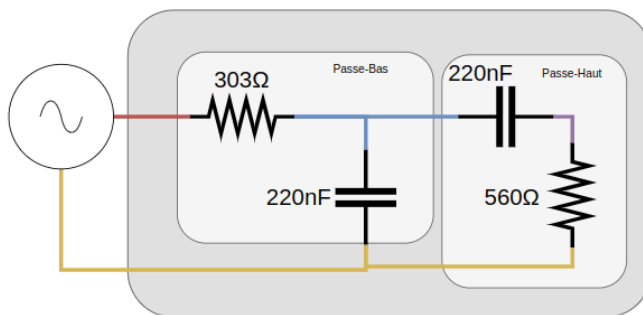 303Ω
Passe-Bas
220nF
220nF
Passe-Haut
560Ω